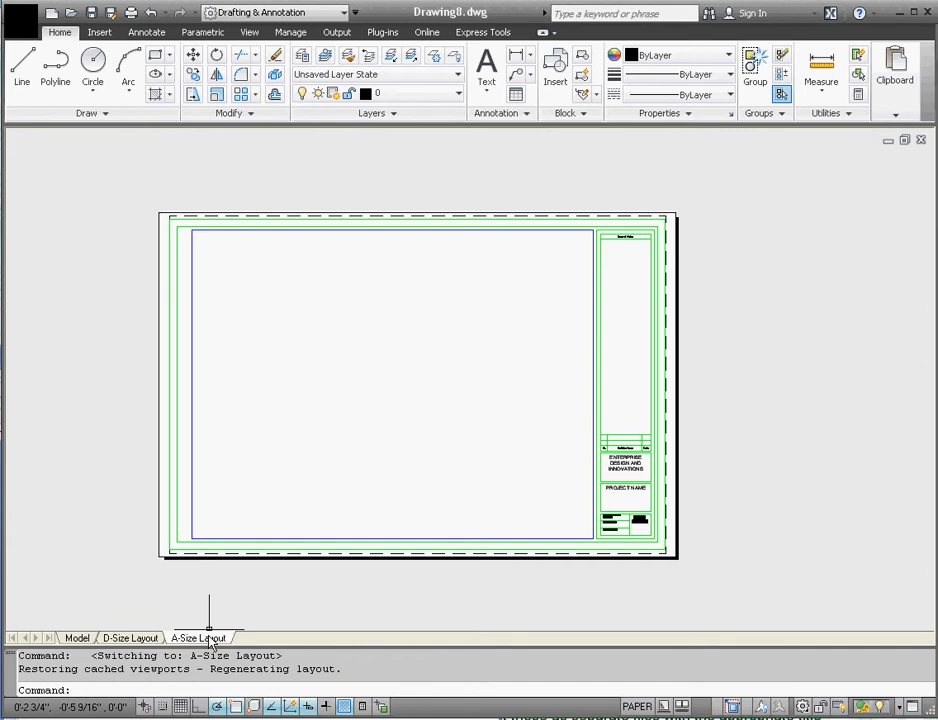 Drafting & Annotation
Drawing8.dwg
Type a keyword or phrase
Sign In
Home Insert Annotate Parametric View Manage Output Plug-ins Online Express Tools
Line Polyline Circle Arc
Unsaved Layer State
0
Text
Insert
ByLayer
ByLayer
ByLayer
Group
Measure
Clipboard
Draw Modify Layers Annotation Block Properties Groups Utilities
ENTERPRISE
DESIGN AND
INNOVATIONS
PROJECT NAME
Model D-Size Layout A-Size Layout
Command: <Switching to: A-Size Layout>
Restoring cached viewports - Regenerating layout.
Command:
0'-2 3/4", -0'-5 9/16", 0'-0"
PAPER